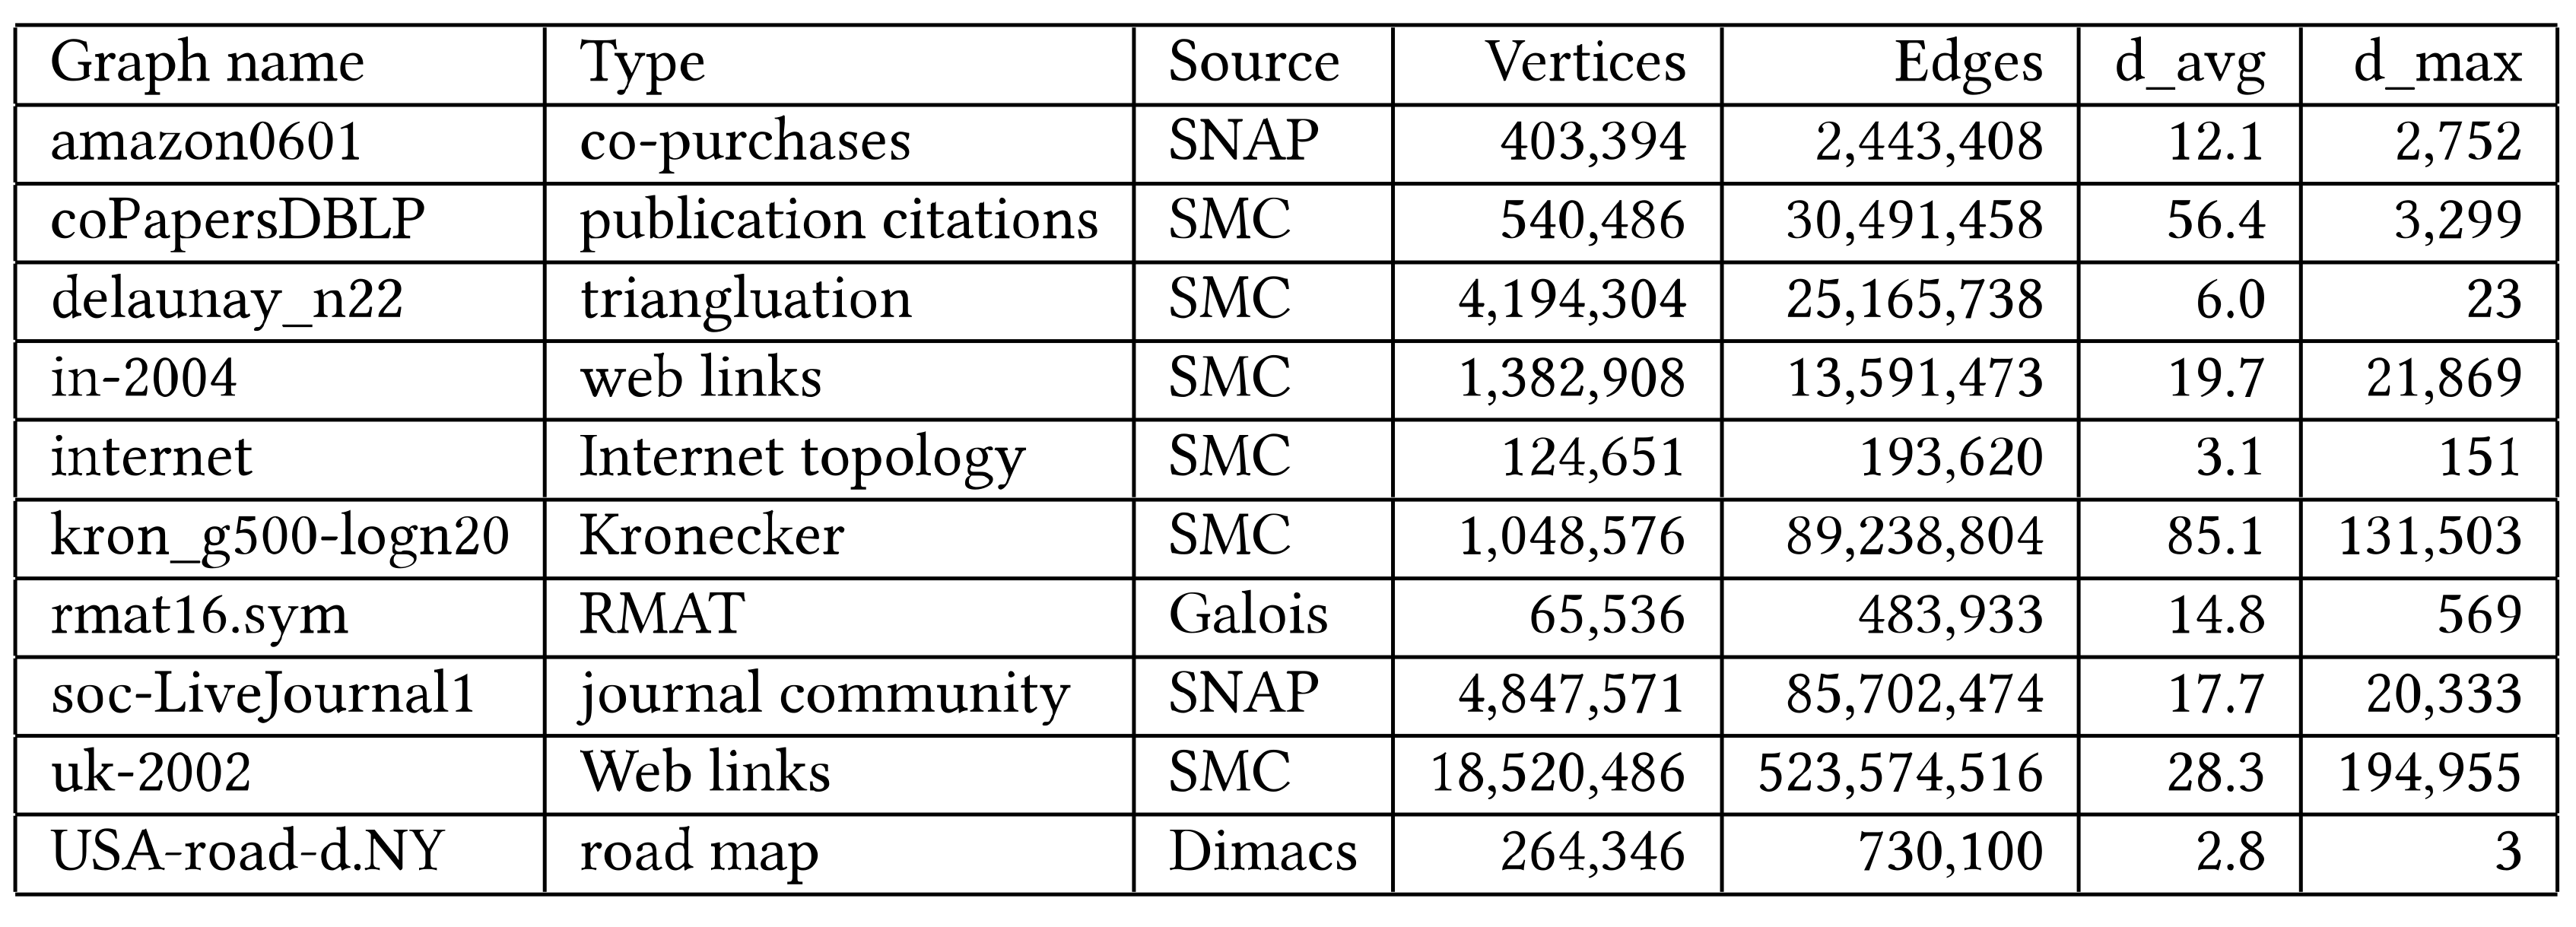 Graph name Type Source Vertices Edges d_avg d_max
amazon0601 co-purchases SNAP 403,394 2,443,408 12.1 2,752
coPapersDBLP publication citations SMC 540,486 30,491,458 56.4 3,299
delaunay_n22 triangluation SMC 4,194,304 25,165,738 6.0 23
in-2004 web links SMC 1,382,908 13,591,473 19.7 21,869
internet Internet topology SMC 124,651 193,620 3.1 151
kron_g500-logn20 Kronecker SMC 1,048,576 89,238,804 85.1 131,503
rmat16.sym RMAT Galois 65,536 483,933 14.8 569
soc-LiveJournal1 journal community SNAP 4,847,571 85,702,474 17.7 20,333
uk-2002 Web links SMC 18,520,486 523,574,516 28.3 194,955
USA-road-d.NY road map Dimacs 264,346 730,100 2.8 3